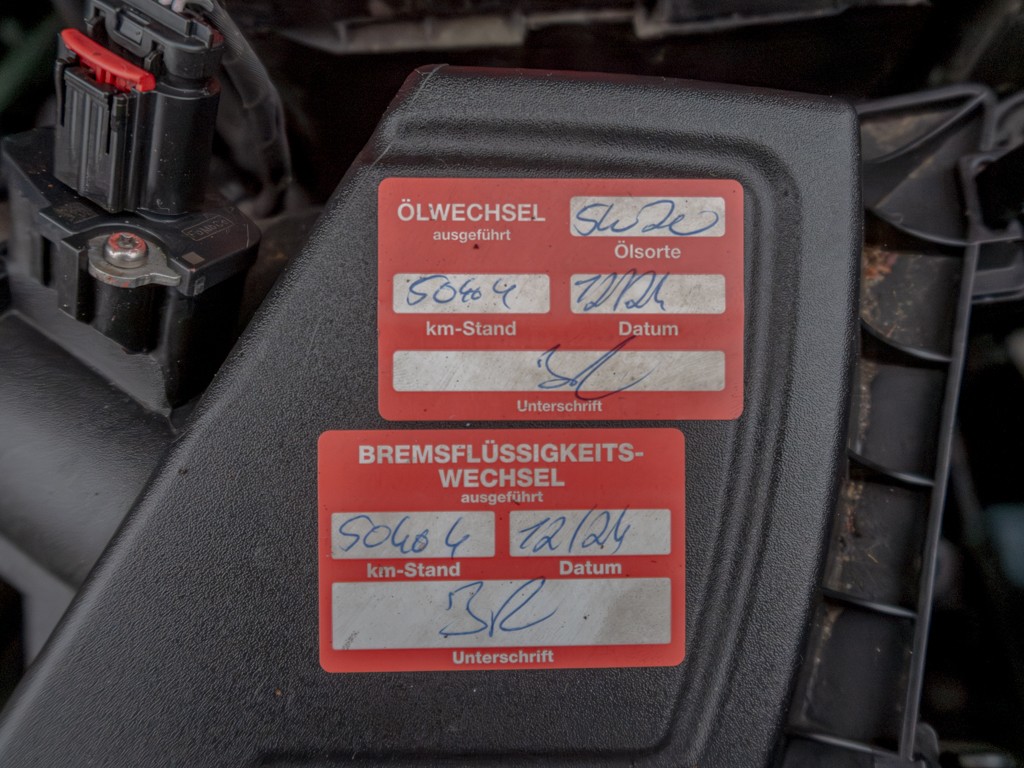 ÖLWECHSEL
ausgeführt
5W20
Ölsorte
50404
12/24
km-Stand
Datum
Unterschrift
BREMSFLÜSSIGKEITS-
WECHSEL
ausgeführt
50404
12/24
km-Stand
Datum
Unterschrift